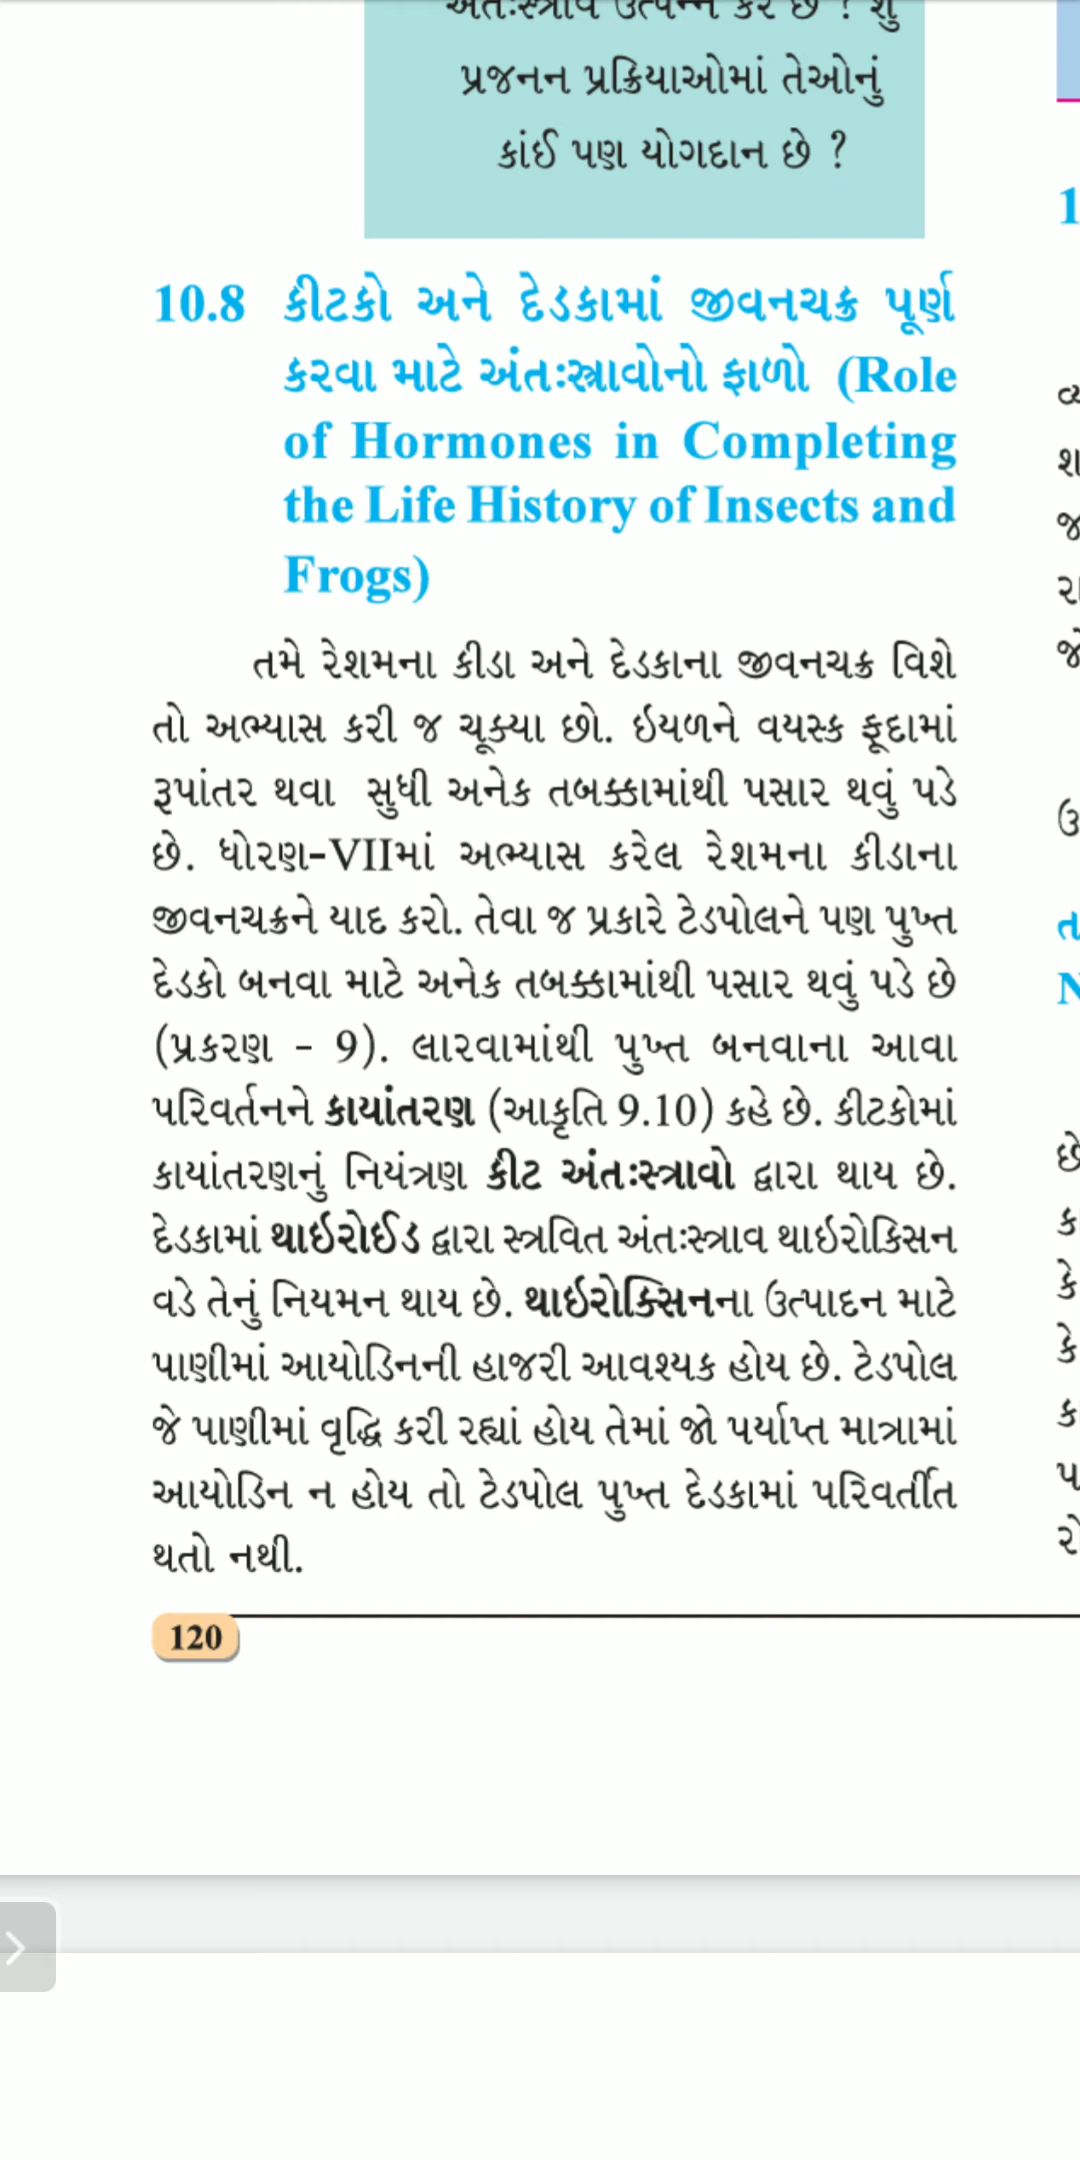 પ્રજનન પ્રક્રિયાઓમાં તેઓનું
કાંઈ પણ યોગદાન છે ?
10.8 કીટકો અને દેડકામાં જીવનચક્ર પૂર્ણ
કરવા માટે અંતઃસ્ત્રાવોનો ફાળો (Role
of Hormones in Completing
the Life History of Insects and
Frogs)
તમે રેશમના કીડા અને દેડકાના જીવનચક્ર વિશે
તો અભ્યાસ કરી જ ચૂક્યા છો. ઇયળને વયસ્ક ફૂદામાં
રૂપાંતર થવા સુધી અનેક તબક્કામાંથી પસાર થવું પડે
છે. ધોરણ-VIIમાં અભ્યાસ કરેલ રેશમના કીડાના
જીવનચક્રને યાદ કરો. તેવા જ પ્રકારે ટેડપોલને પણ પુખ્ત
દેડકો બનવા માટે અનેક તબક્કામાંથી પસાર થવું પડે છે
(પ્રકરણ - 9). લારવામાંથી પુખ્ત બનવાના આવા
પરિવર્તનને કાયાંતરણ (આકૃતિ 9.10) કહે છે. કીટકોમાં
કાયાંતરણનું નિયંત્રણ કીટ અંતઃસ્ત્રાવો દ્વારા થાય છે.
દેડકામાં થાઇરોઈડ દ્વારા સ્ત્રવિત અંતઃસ્ત્રાવ થાઇરોક્સિન
વડે તેનું નિયમન થાય છે. થાઇરોક્સિનના ઉત્પાદન માટે
પાણીમાં આયોડિનની હાજરી આવશ્યક હોય છે. ટેડપોલ
જે પાણીમાં વૃદ્ધિ કરી રહ્યાં હોય તેમાં જો પર્યાપ્ત માત્રામાં
આયોડિન ન હોય તો ટેડપોલ પુખ્ત દેડકામાં પરિવર્તીત
થતો નથી.
120